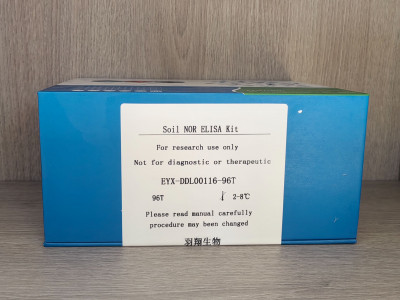 Soil NOR ELISA Kit
For research use only
Not for diagnostic or therapeutic
EYX-DDL00116-96T
96T 2-8℃
Please read manual carefully
procedure may been changed
羽翔生物